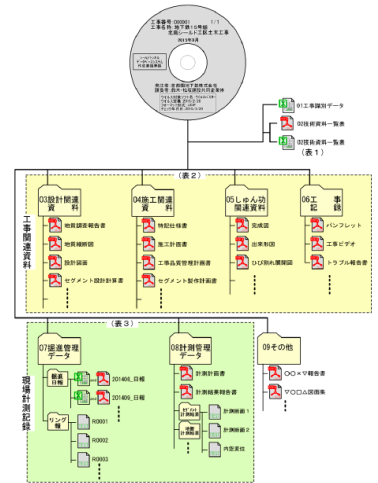 工事番号:000001 1/1
工事名称:地下鉄10号線
北島シールド工区土木工事
2015年3月
01工事識別データ
02技術資料一覧表
02技術資料一覧表
(表1)
(表2)
工事関連資料
03設計関連資料
地質調査報告書
地質縦断図
設計図面
セグメント設計計算書
04施工関連資料
特記仕様書
施工計画書
工事品質管理計画書
セグメント製作計画書
05しゅん功関連資料
完成図
出来形図
ひび割れ展開図
06工事記録
パンフレット
工事ビデオ
トラブル報告書
(表3)
現場計測記録
07掘進管理データ
掘進日報
201408_日報
201409_日報
リング報
R0001
R0002
R0003
08計測管理データ
計測計画書
計測結果報告書
計測断面1
計測断面2
内空変位
09その他
○○×▽報告書
▽○□△図面集